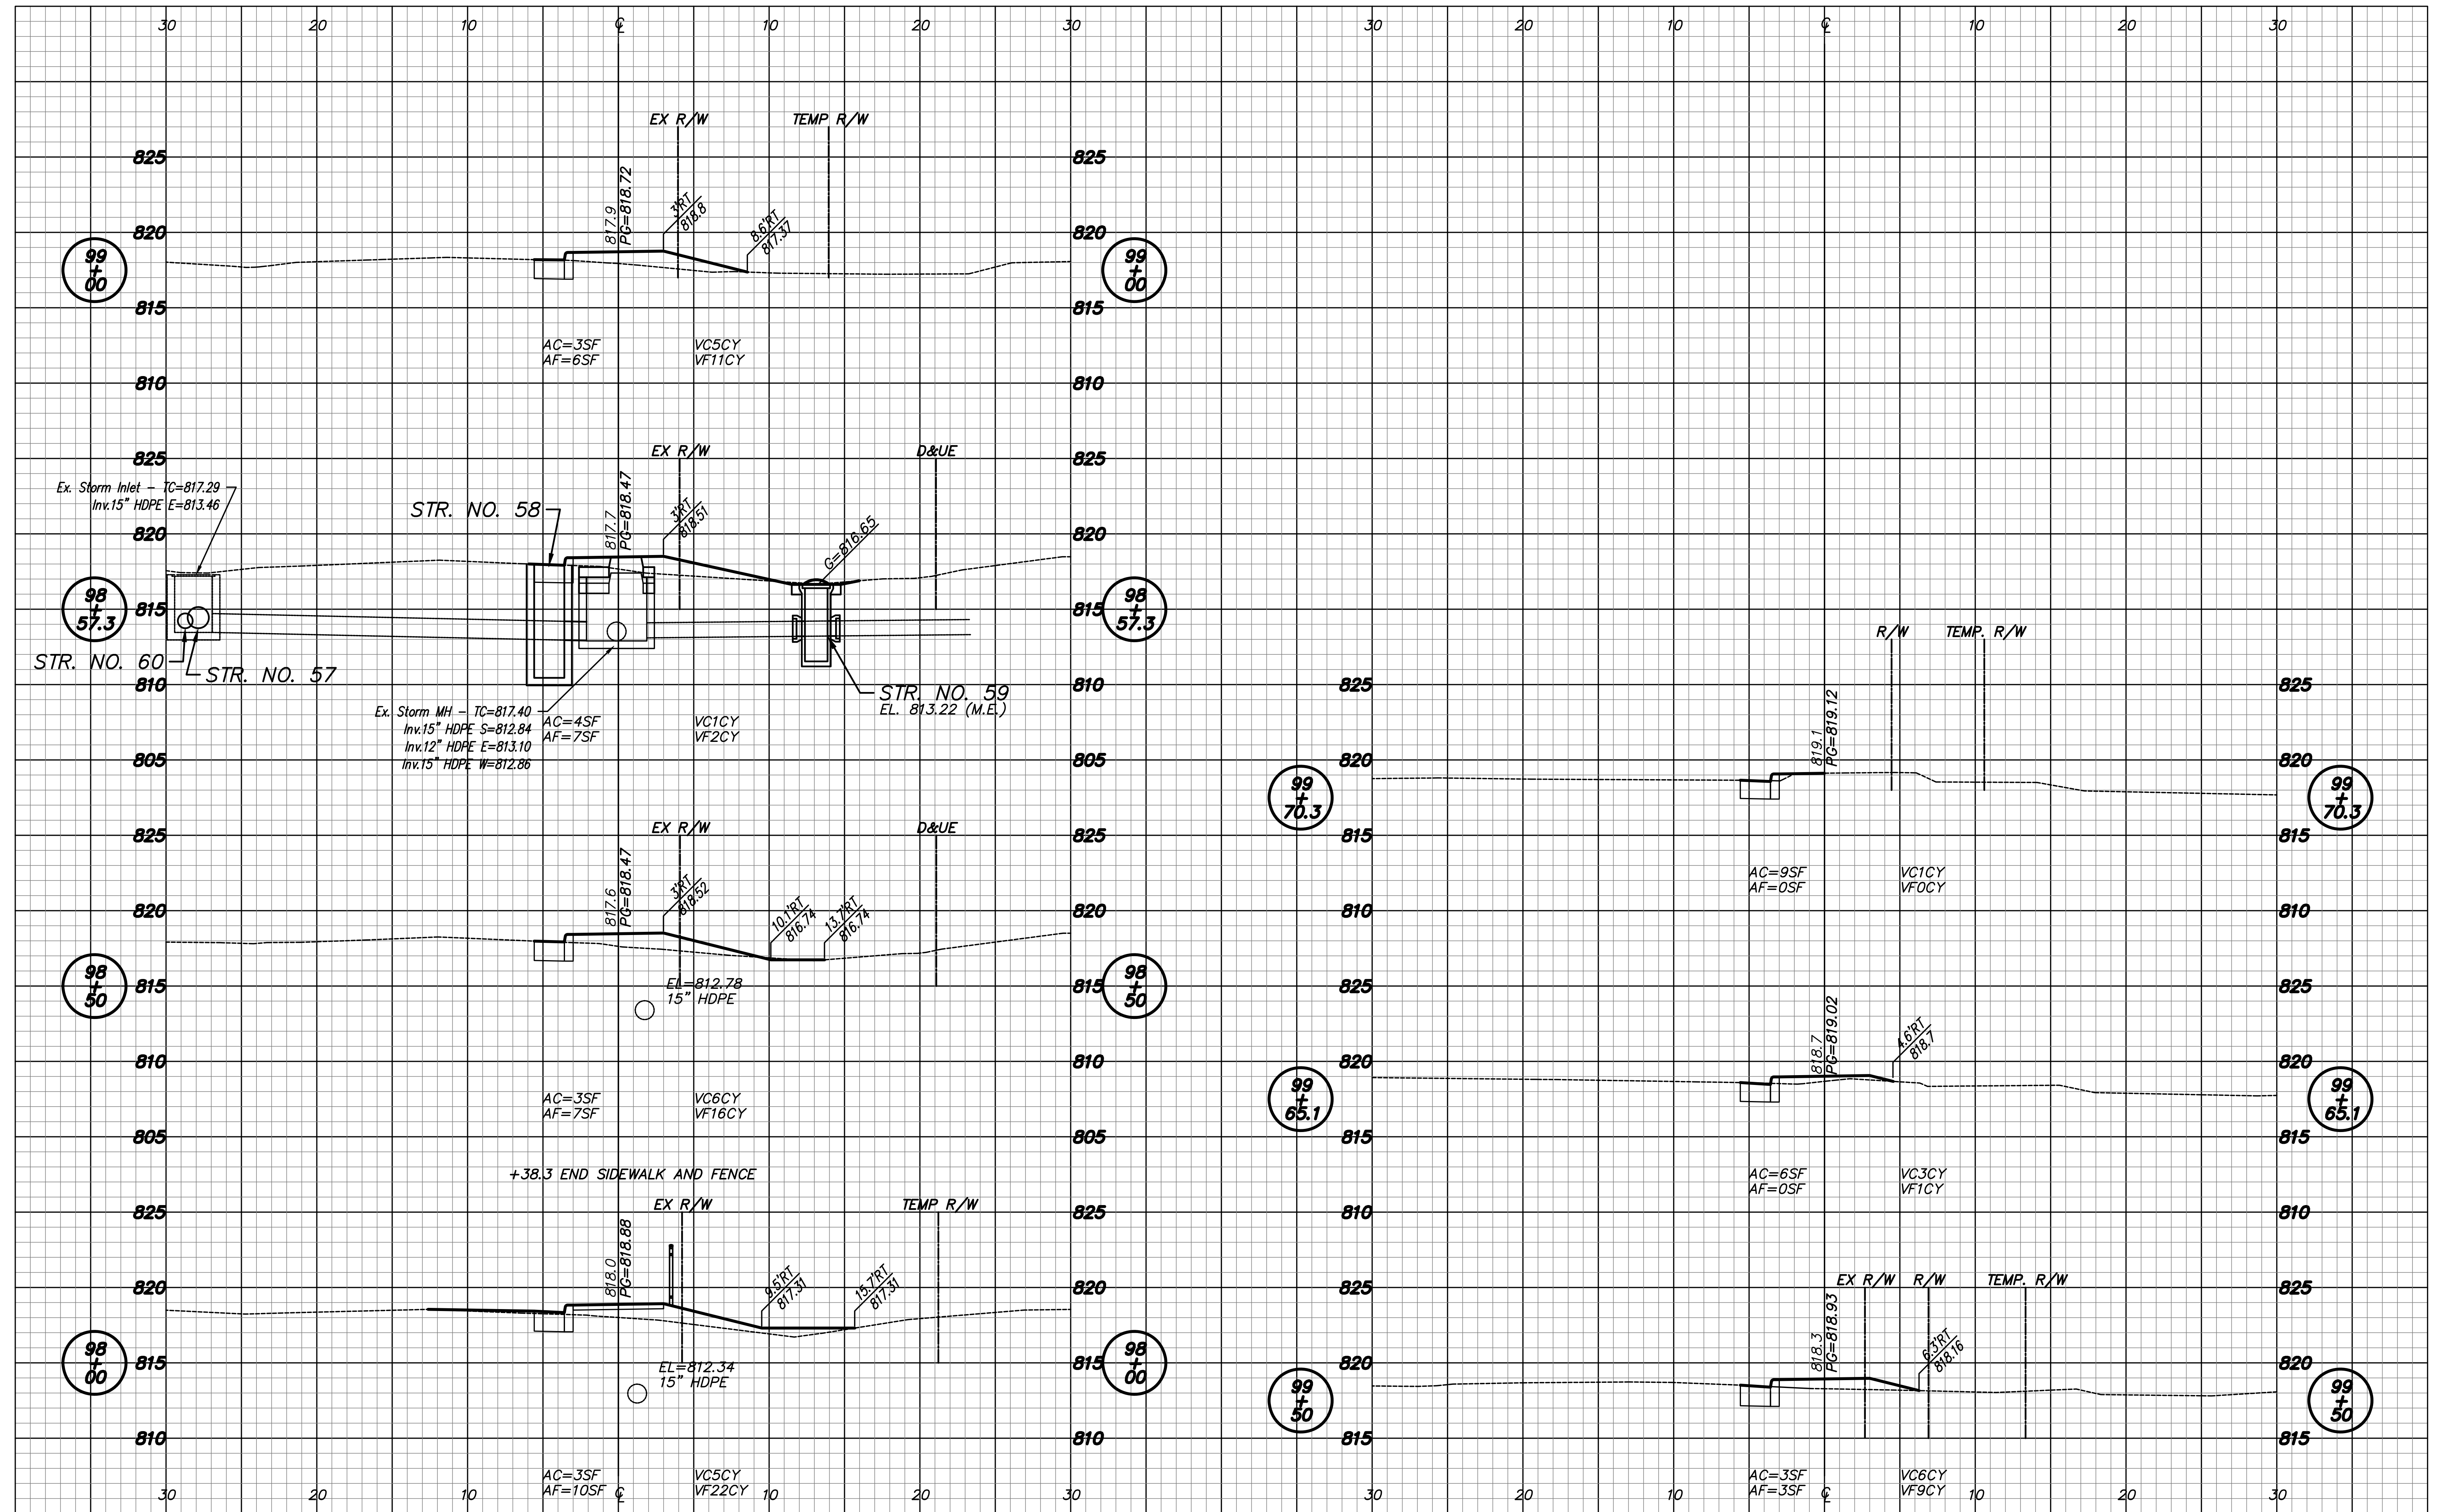 30 20 10 ℄ 10 20 30
EX R/W TEMP R/W
825 825
817.9
PG=818.72
3'RT
818.8
8.6'RT
817.37
820 820
99
+
00
99
+
00
815 815
AC=3SF VC5CY
AF=6SF VF11CY
810 810
EX R/W D&UE
825 825
Ex. Storm Inlet – TC=817.29
Inv.15" HDPE E=813.46
STR. NO. 58
817.7
PG=818.47
3'RT
818.51
G=816.65
820 820
98
+
57.3
98
+
57.3
815 815
STR. NO. 60
STR. NO. 57
810 810
STR. NO. 59
EL. 813.22 (M.E.)
Ex. Storm MH – TC=817.40
Inv.15" HDPE S=812.84
Inv.12" HDPE E=813.10
Inv.15" HDPE W=812.86
AC=4SF VC1CY
AF=7SF VF2CY
805 805
EX R/W D&UE
825 825
817.6
PG=818.47
3'RT
818.52
10.1'RT
816.74
13.7'RT
816.74
820 820
98
+
50
98
+
50
815 815
EL=812.78
15" HDPE
810 810
AC=3SF VC6CY
AF=7SF VF16CY
805 805
+38.3 END SIDEWALK AND FENCE
EX R/W TEMP R/W
825 825
818.0
PG=818.88
9.5'RT
817.31
15.7'RT
817.31
820 820
98
+
00
98
+
00
815 815
EL=812.34
15" HDPE
810 810
AC=3SF VC5CY
AF=10SF VF22CY
30 20 10 ℄ 10 20 30
30 20 10 ℄ 10 20 30
R/W TEMP. R/W
825 825
819.1
PG=819.12
820 820
99
+
70.3
99
+
70.3
815 815
AC=9SF VC1CY
AF=0SF VF0CY
810 810
825 825
818.7
PG=819.02
4.6'RT
818.7
820 820
99
+
65.1
99
+
65.1
815 815
AC=6SF VC3CY
AF=0SF VF1CY
810 810
EX R/W R/W TEMP. R/W
825 825
818.3
PG=818.93
6.3'RT
818.16
820 820
99
+
50
99
+
50
815 815
AC=3SF VC6CY
AF=3SF VF9CY
30 20 10 ℄ 10 20 30